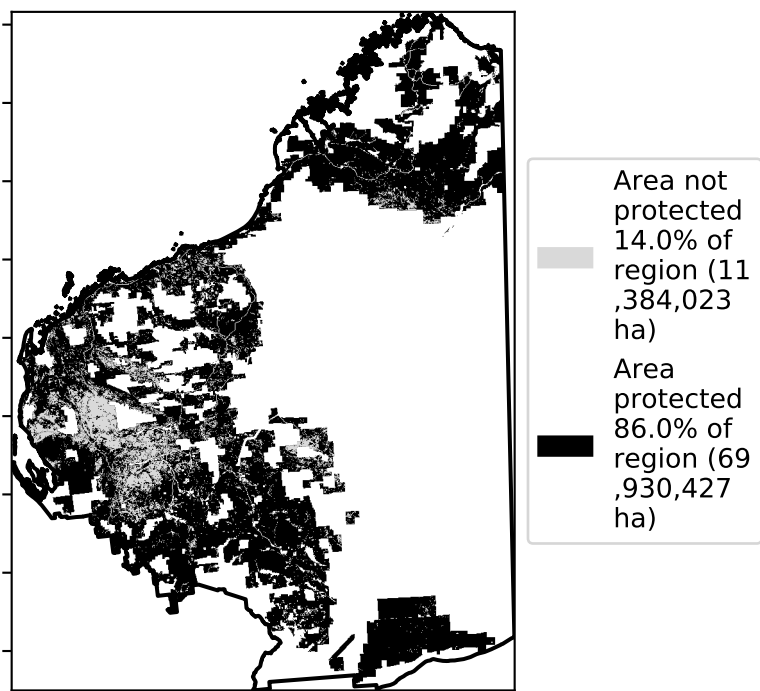 Area not
protected
14.0% of
region (11
,384,023
ha)
Area
protected
86.0% of
region (69
,930,427
ha)